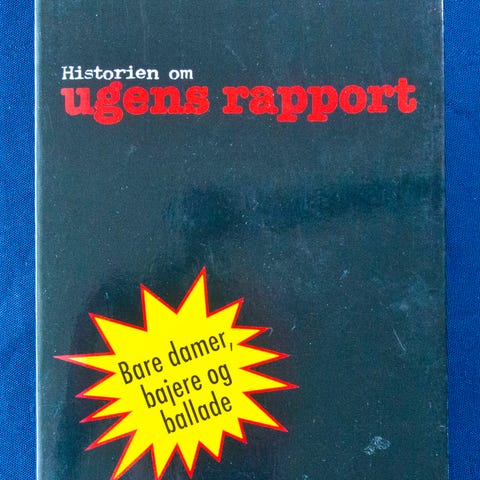 Historien om
ugens rapport
Bare damer,
bajere og
ballade